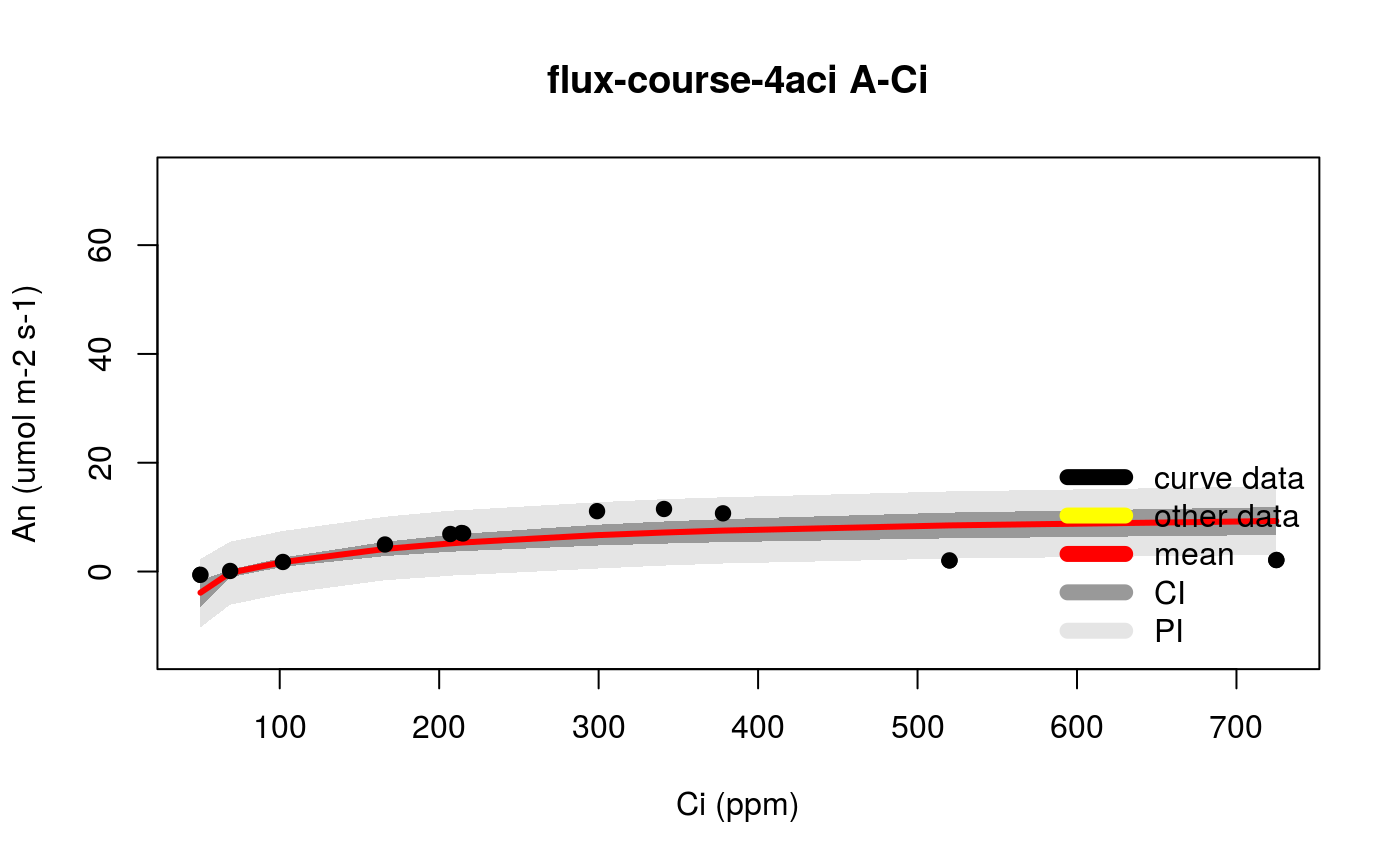 flux-course-4aci A-Ci
An (umol m-2 s-1)
60
40
20
0
curve data
other data
mean
CI
PI
100 200 300 400 500 600 700
Ci (ppm)